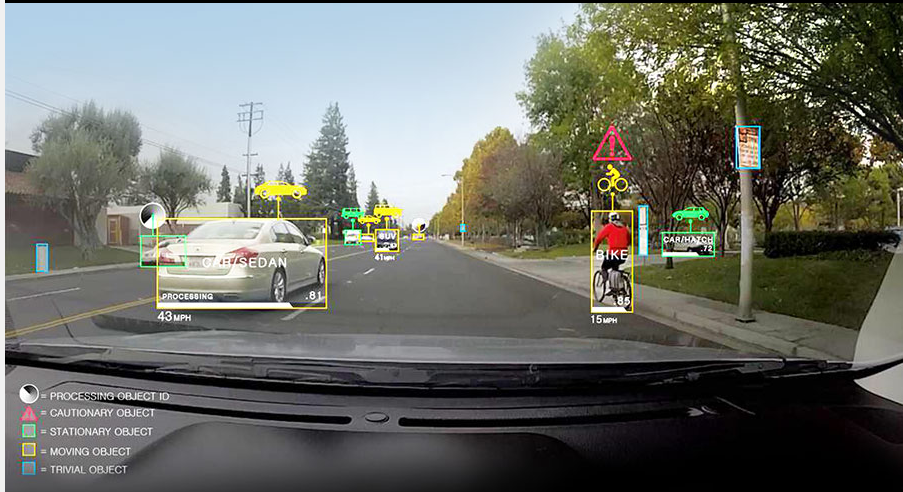 SUV
41MPH
CAR/HATCH
.72
CAR/SEDAN
BIKE
PROCESSING
.81
.85
43MPH
15MPH
= PROCESSING OBJECT ID
= CAUTIONARY OBJECT
= STATIONARY OBJECT
= MOVING OBJECT
= TRIVIAL OBJECT